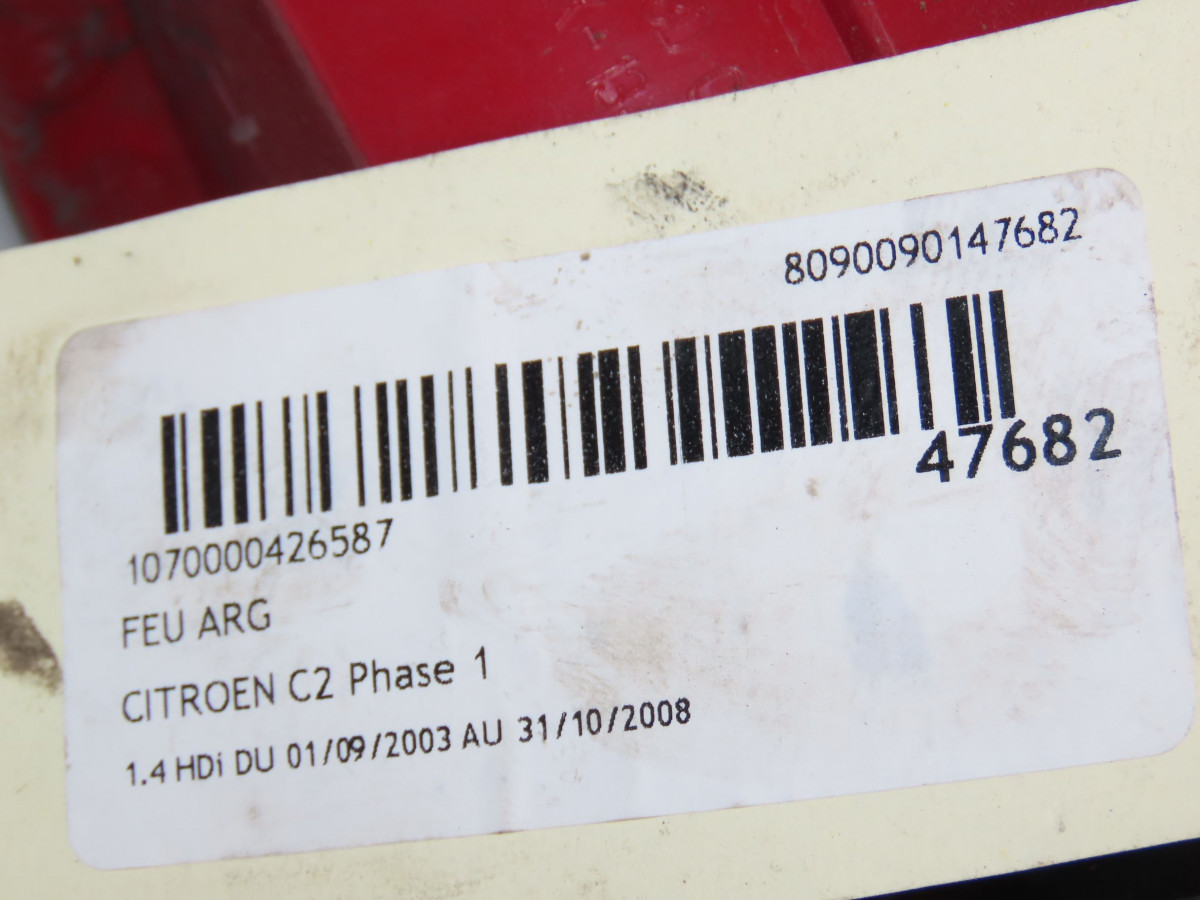 8090090147682
47682
1070000426587
FEU ARG
CITROEN C2 Phase 1
1.4 HDi DU 01/09/2003 AU 31/10/2008